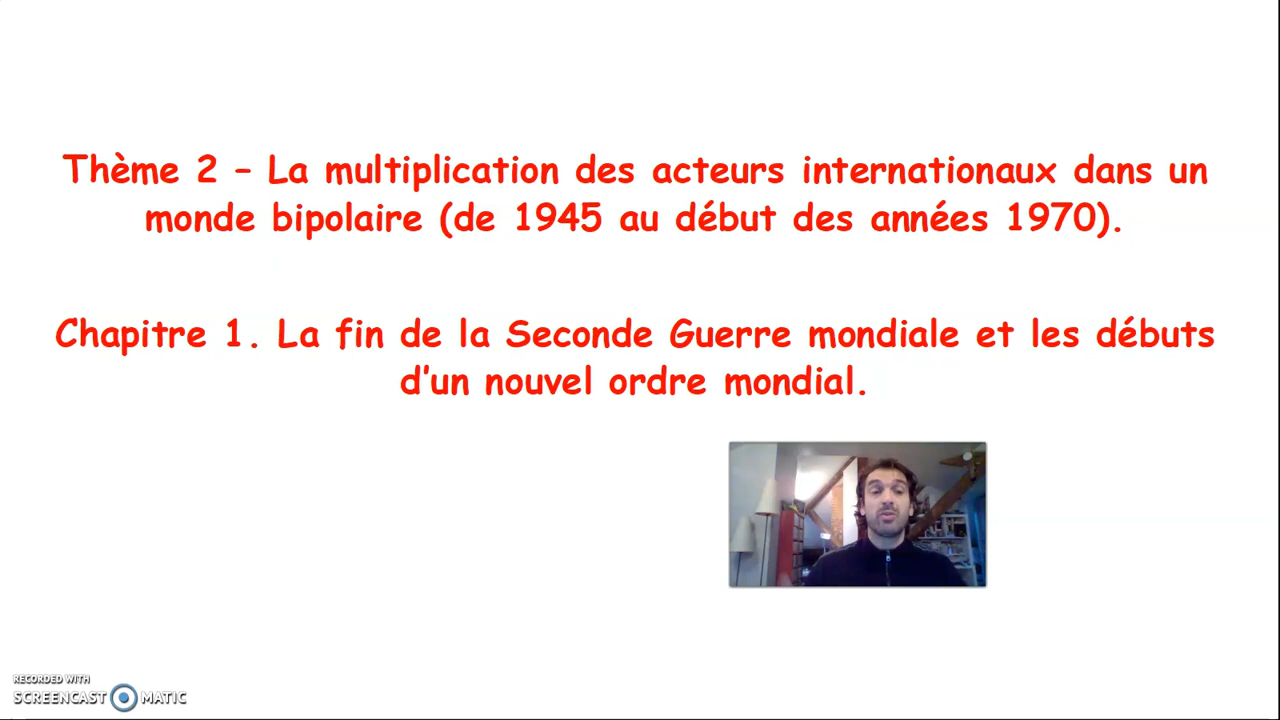 Thème 2 – La multiplication des acteurs internationaux dans un
monde bipolaire (de 1945 au début des années 1970).
Chapitre 1. La fin de la Seconde Guerre mondiale et les débuts
d’un nouvel ordre mondial.
RECORDED WITH
SCREENCAST MATIC